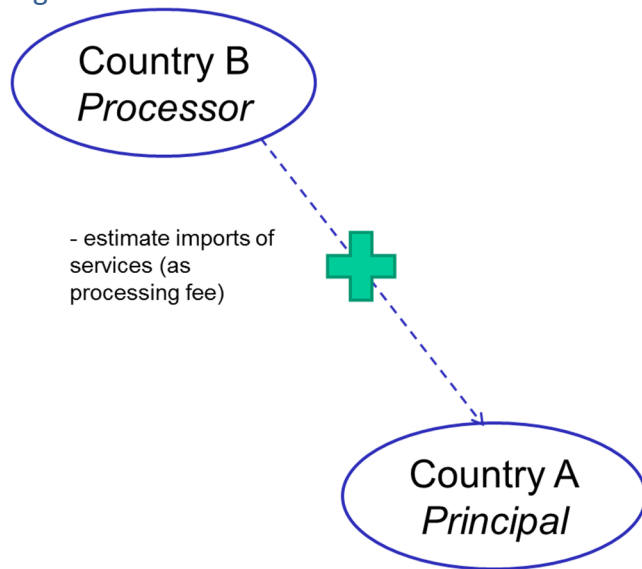 Country B
Processor
- estimate imports of
services (as
processing fee)
Country A
Principal